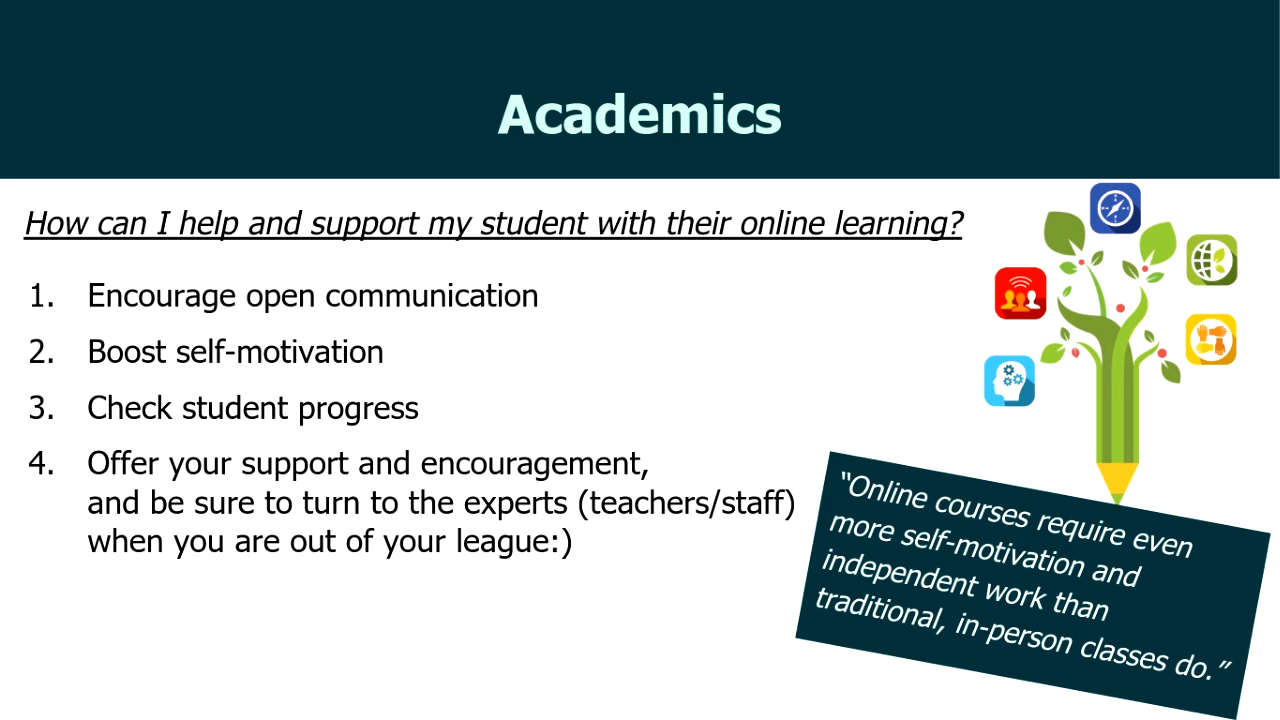 Academics
How can I help and support my student with their online learning?
1. Encourage open communication
2. Boost self-motivation
3. Check student progress
4. Offer your support and encouragement,
and be sure to turn to the experts (teachers/staff)
when you are out of your league:)
“Online courses require even
more self-motivation and
independent work than
traditional, in-person classes do.”